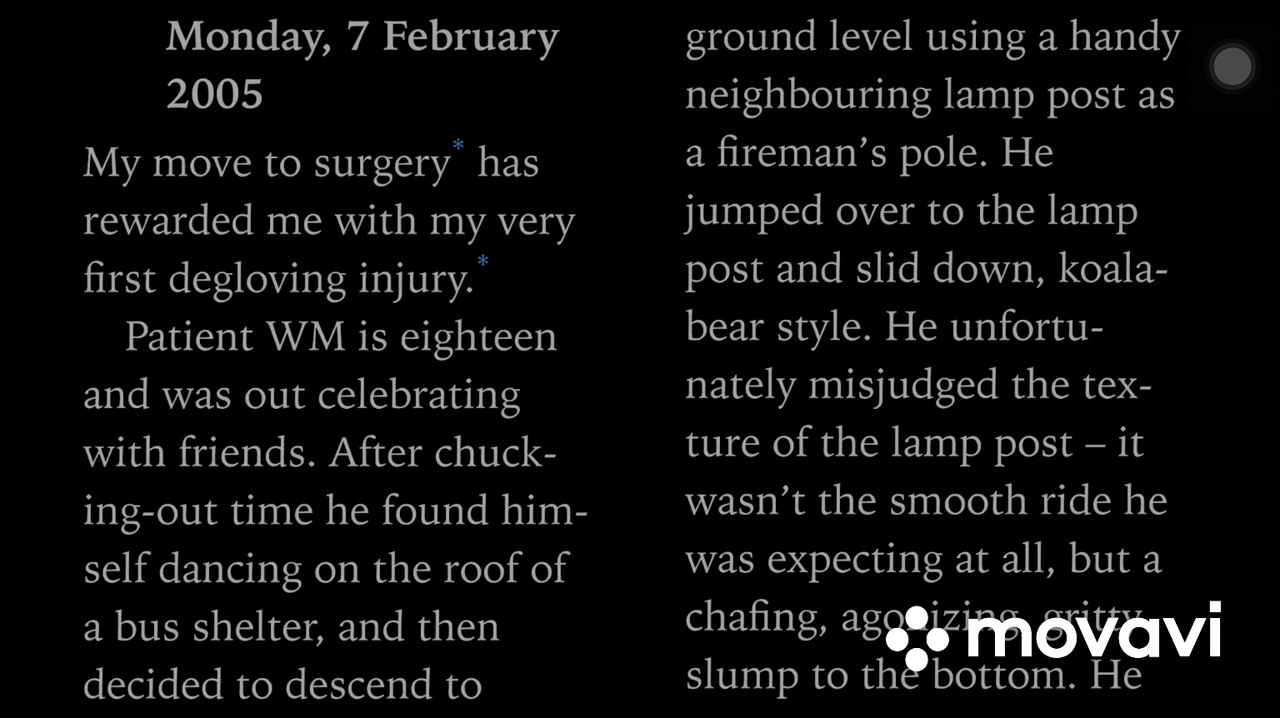 Monday, 7 February
2005
My move to surgery* has
rewarded me with my very
first degloving injury.*
Patient WM is eighteen
and was out celebrating
with friends. After chuck-
ing-out time he found him-
self dancing on the roof of
a bus shelter, and then
decided to descend to
ground level using a handy
neighbouring lamp post as
a fireman’s pole. He
jumped over to the lamp
post and slid down, koala-
bear style. He unfortu-
nately misjudged the tex-
ture of the lamp post – it
wasn’t the smooth ride he
was expecting at all, but a
chafing, agonizing, gritty
slump to the bottom. He
movavi